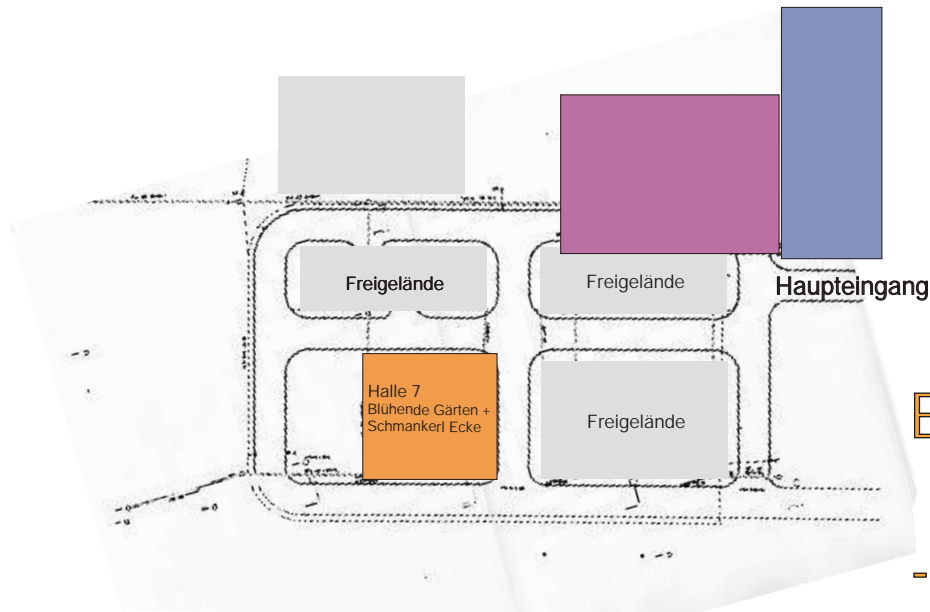 Freigelände
Freigelände
Haupteingang
Halle 7
Blühende Gärten +
Schmankerl Ecke
Freigelände